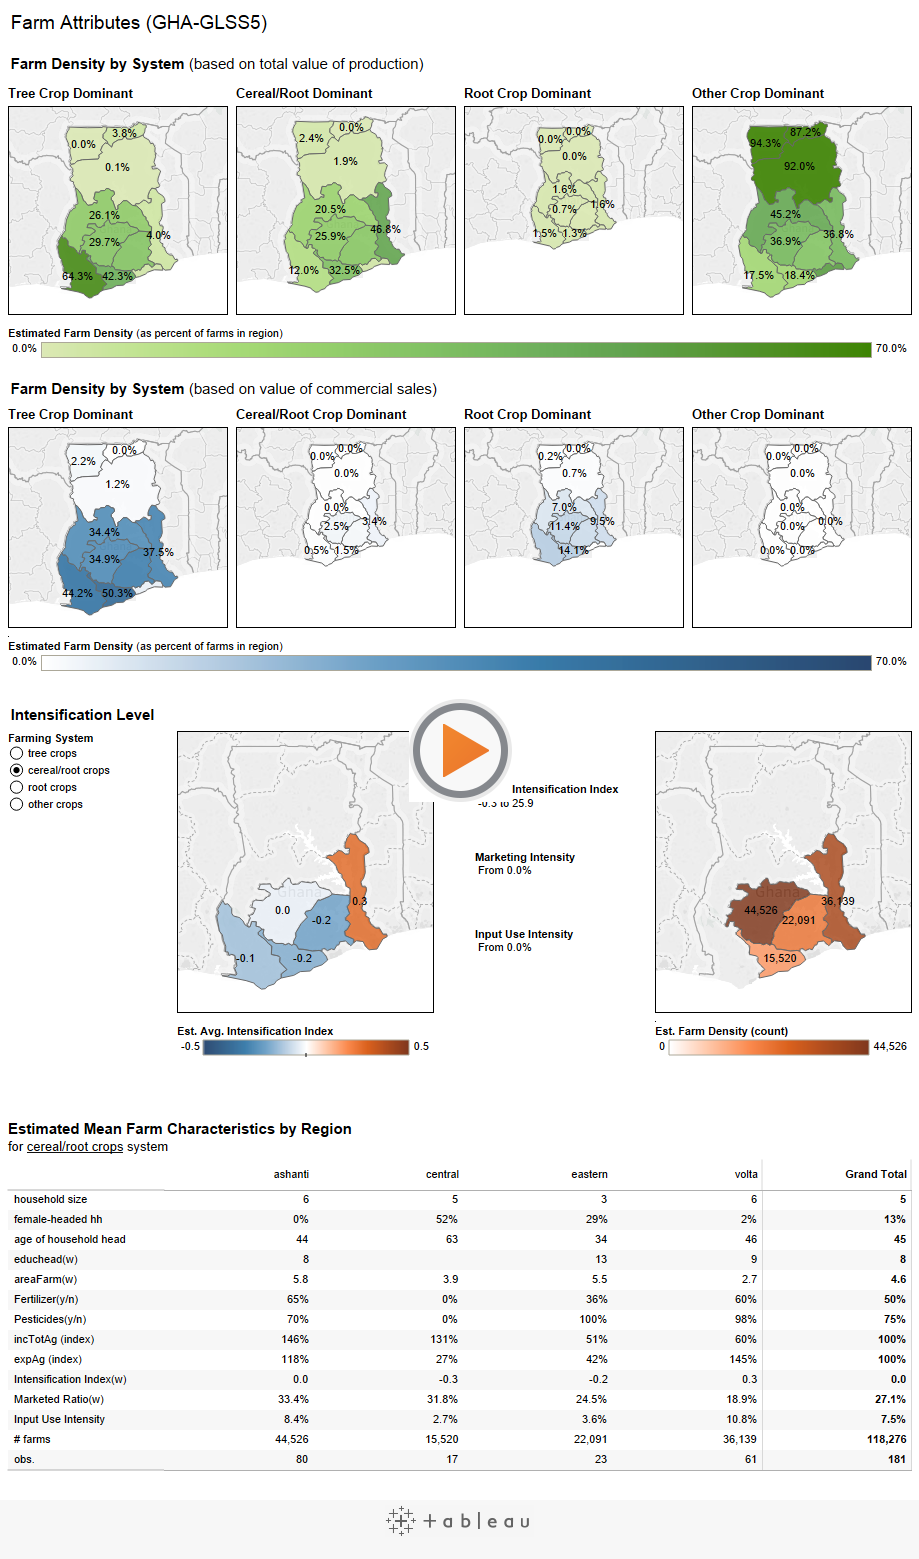 Farm Attributes (GHA-GLSS5)
Farm Density by System (based on total value of production)
Tree Crop Dominant
Cereal/Root Dominant
Root Crop Dominant
Other Crop Dominant
0.0%
3.8%
0.1%
26.1%
29.7%
4.0%
64.3%
42.3%
2.4%
0.0%
1.9%
20.5%
25.9%
46.8%
12.0%
32.5%
0.0%
0.0%
0.0%
1.6%
0.7%
1.6%
1.5%
1.3%
94.3%
87.2%
92.0%
45.2%
36.9%
36.8%
17.5%
18.4%
Estimated Farm Density (as percent of farms in region)
0.0%
70.0%
Farm Density by System (based on value of commercial sales)
Tree Crop Dominant
Cereal/Root Crop Dominant
Root Crop Dominant
Other Crop Dominant
2.2%
0.0%
1.2%
34.4%
34.9%
37.5%
44.2%
50.3%
0.0%
0.0%
0.0%
0.0%
2.5%
3.4%
0.5%
1.5%
0.2%
0.0%
0.7%
7.0%
11.4%
9.5%
14.1%
0.0%
0.0%
0.0%
0.0%
0.0%
0.0%
0.0%
0.0%
Estimated Farm Density (as percent of farms in region)
0.0%
70.0%
Intensification Level
Farming System
tree crops
cereal/root crops
root crops
other crops
Ghana
0.0
-0.2
0.3
-0.1
-0.2
Est. Avg. Intensification Index
-0.5
0.5
Intensification Index
-0.3 to 25.9
Marketing Intensity
From 0.0%
Input Use Intensity
From 0.0%
Ghana
44,526
22,091
36,139
15,520
Est. Farm Density (count)
0
44,526
Estimated Mean Farm Characteristics by Region
for cereal/root crops system
ashanti central eastern volta Grand Total
household size 6 5 3 6 5
female-headed hh 0% 52% 29% 2% 13%
age of household head 44 63 34 46 45
educhead(w) 8 13 9 8
areaFarm(w) 5.8 3.9 5.5 2.7 4.6
Fertilizer(y/n) 65% 0% 36% 60% 50%
Pesticides(y/n) 70% 0% 100% 98% 75%
incTotAg (index) 146% 131% 51% 60% 100%
expAg (index) 118% 27% 42% 145% 100%
Intensification Index(w) 0.0 -0.3 -0.2 0.3 0.0
Marketed Ratio(w) 33.4% 31.8% 24.5% 18.9% 27.1%
Input Use Intensity 8.4% 2.7% 3.6% 10.8% 7.5%
# farms 44,526 15,520 22,091 36,139 118,276
obs. 80 17 23 61 181
+ableau